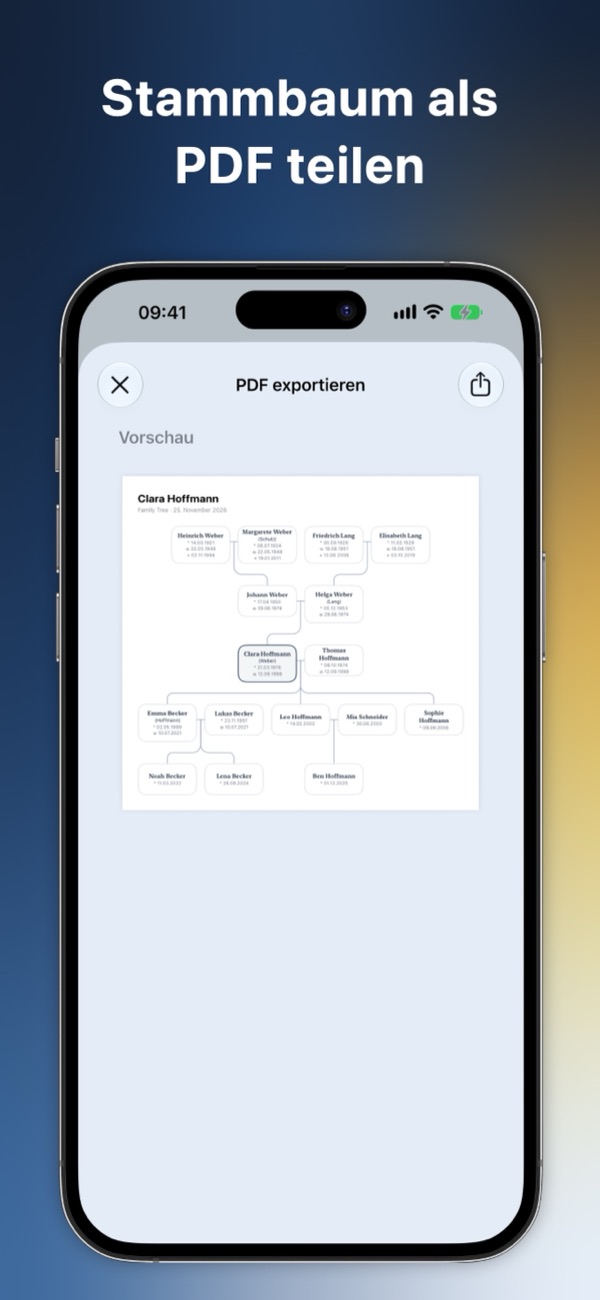 Stammbaum als
PDF teilen
09:41
PDF exportieren
Vorschau
Clara Hoffmann
Family Tree · 25. November 2026
Heinrich Weber
Margarete Weber
(Schulz)
Friedrich Lang
Elisabeth Lang
Johann Weber
Helga Weber
(Lang)
Clara Hoffmann
(Weber)
Thomas
Hoffmann
Emma Becker
(Hoffmann)
Lukas Becker
Leo Hoffmann
Mia Schneider
Sophie
Hoffmann
Noah Becker
Lena Becker
Ben Hoffmann